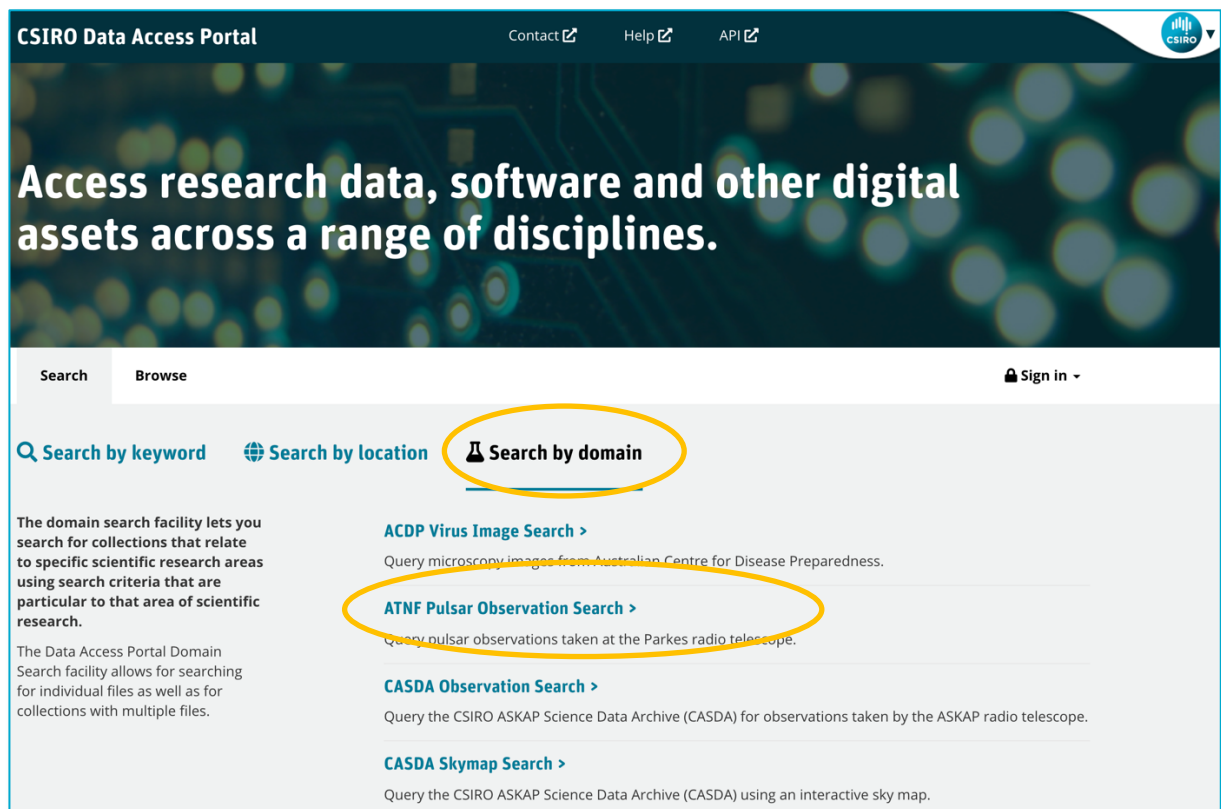 CSIRO Data Access Portal
Contact
Help
API
CSIRO
Access research data, software and other digital
assets across a range of disciplines.
Search
Browse
Sign in
Search by keyword
Search by location
Search by domain
The domain search facility lets you
search for collections that relate
to specific scientific research areas
using search criteria that are
particular to that area of scientific
research.
The Data Access Portal Domain
Search facility allows for searching
for individual files as well as for
collections with multiple files.
ACDP Virus Image Search >
Query microscopy images from Australian Centre for Disease Preparedness.
ATNF Pulsar Observation Search >
Query pulsar observations taken at the Parkes radio telescope.
CASDA Observation Search >
Query the CSIRO ASKAP Science Data Archive (CASDA) for observations taken by the ASKAP radio telescope.
CASDA Skymap Search >
Query the CSIRO ASKAP Science Data Archive (CASDA) using an interactive sky map.